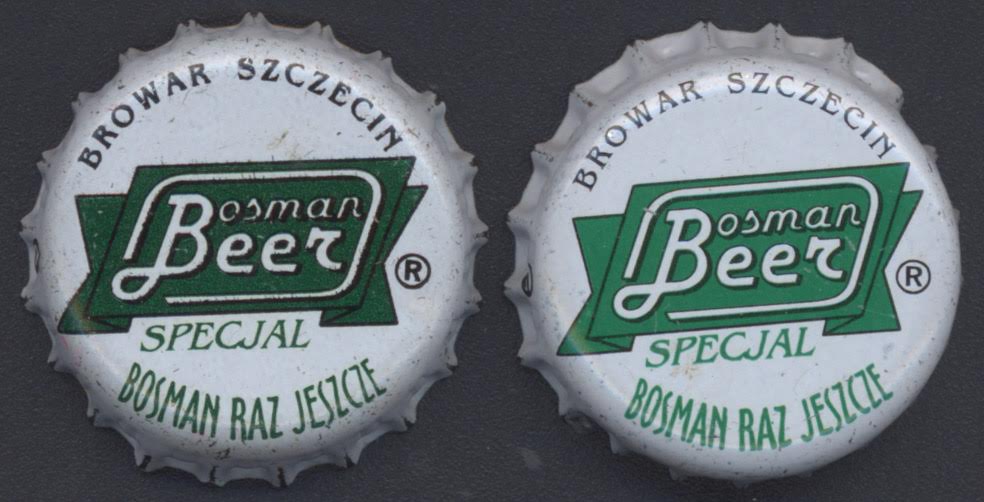 BROWAR SZCZECIN
Bosman
Beer
®
SPECJAL
BOSMAN RAZ JESZCZE
BROWAR SZCZECIN
Bosman
Beer
®
SPECJAL
BOSMAN RAZ JESZCZE